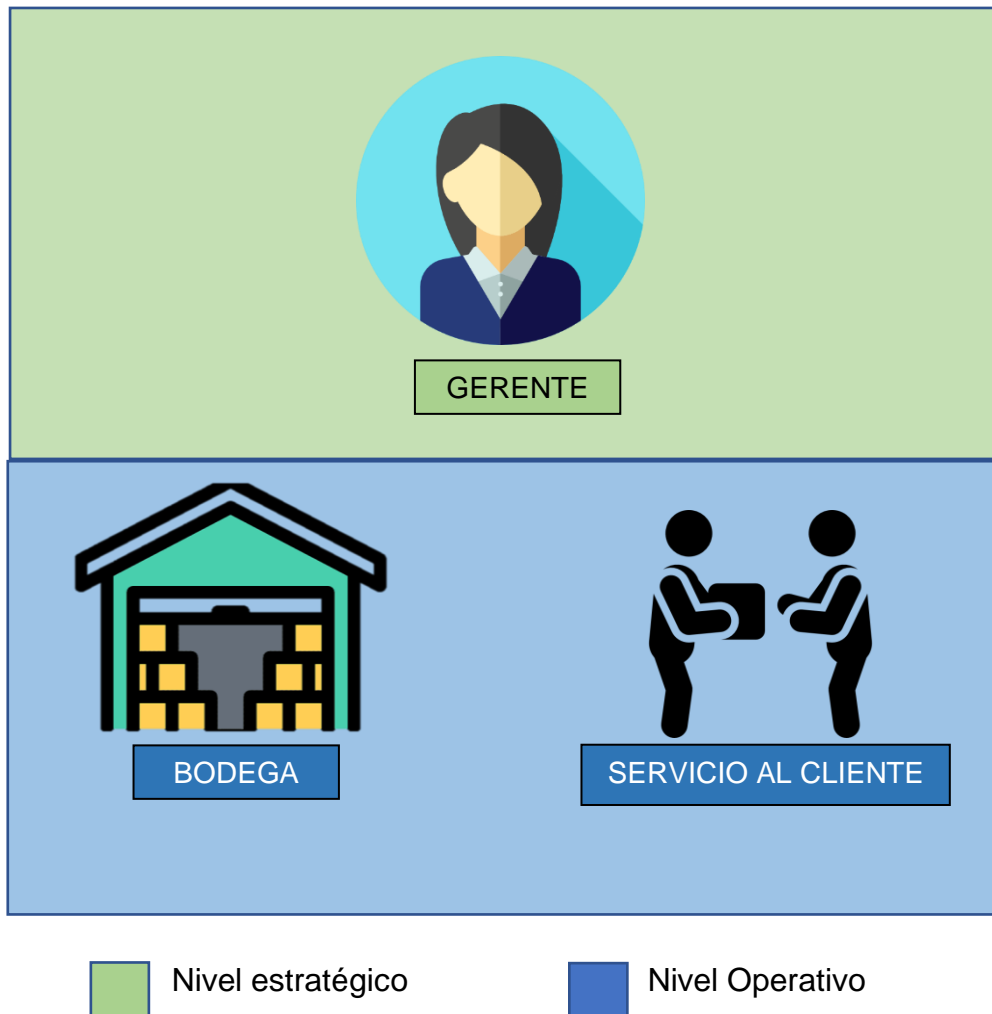 GERENTE
BODEGA
SERVICIO AL CLIENTE
Nivel estratégico
Nivel Operativo